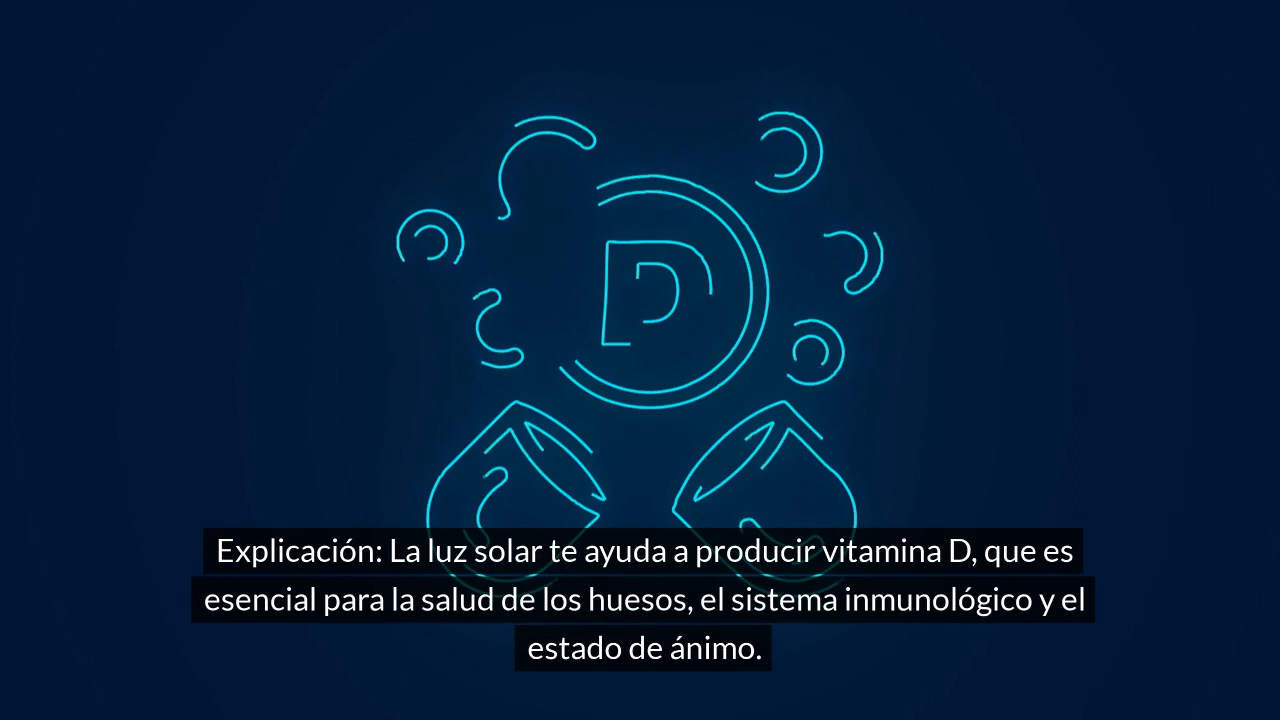 D
Explicación: La luz solar te ayuda a producir vitamina D, que es
esencial para la salud de los huesos, el sistema inmunológico y el
estado de ánimo.